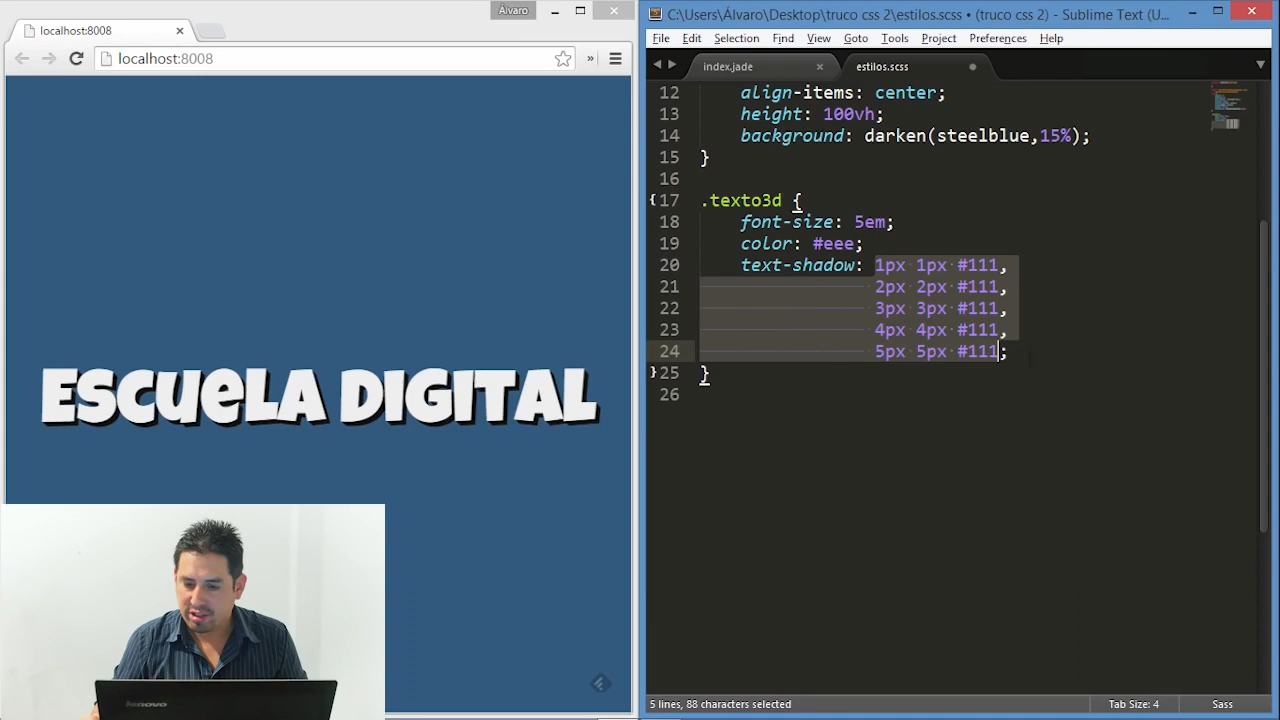 Álvaro
localhost:8008
localhost:8008
»
ESCUELA DIGITAL
lenovo
C:\Users\Álvaro\Desktop\truco css 2\estilos.scss • (truco css 2) - Sublime Text (U...
File Edit Selection Find View Goto Tools Project Preferences Help
index.jade estilos.scss
12 align-items: center;
13 height: 100vh;
14 background: darken(steelblue,15%);
15 }
16
17 .texto3d {
18 font-size: 5em;
19 color: #eee;
20 text-shadow: 1px 1px #111,
21 2px 2px #111,
22 3px 3px #111,
23 4px 4px #111,
24 5px 5px #111;
25 }
26
5 lines, 88 characters selected Tab Size: 4 Sass